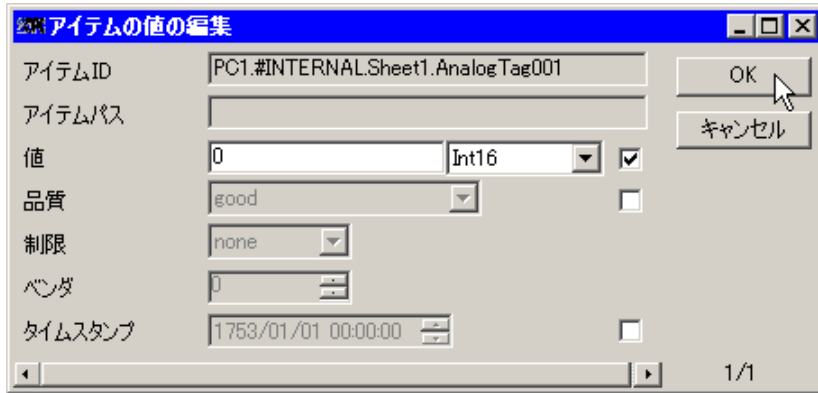 アイテムの値の編集
アイテムID PC1.#INTERNAL.Sheet1.AnalogTag001 OK
アイテムパス キャンセル
値 0 Int16
品質 good
制限 none
ベンダ 0
タイムスタンプ 1753/01/01 00:00:00
1/1